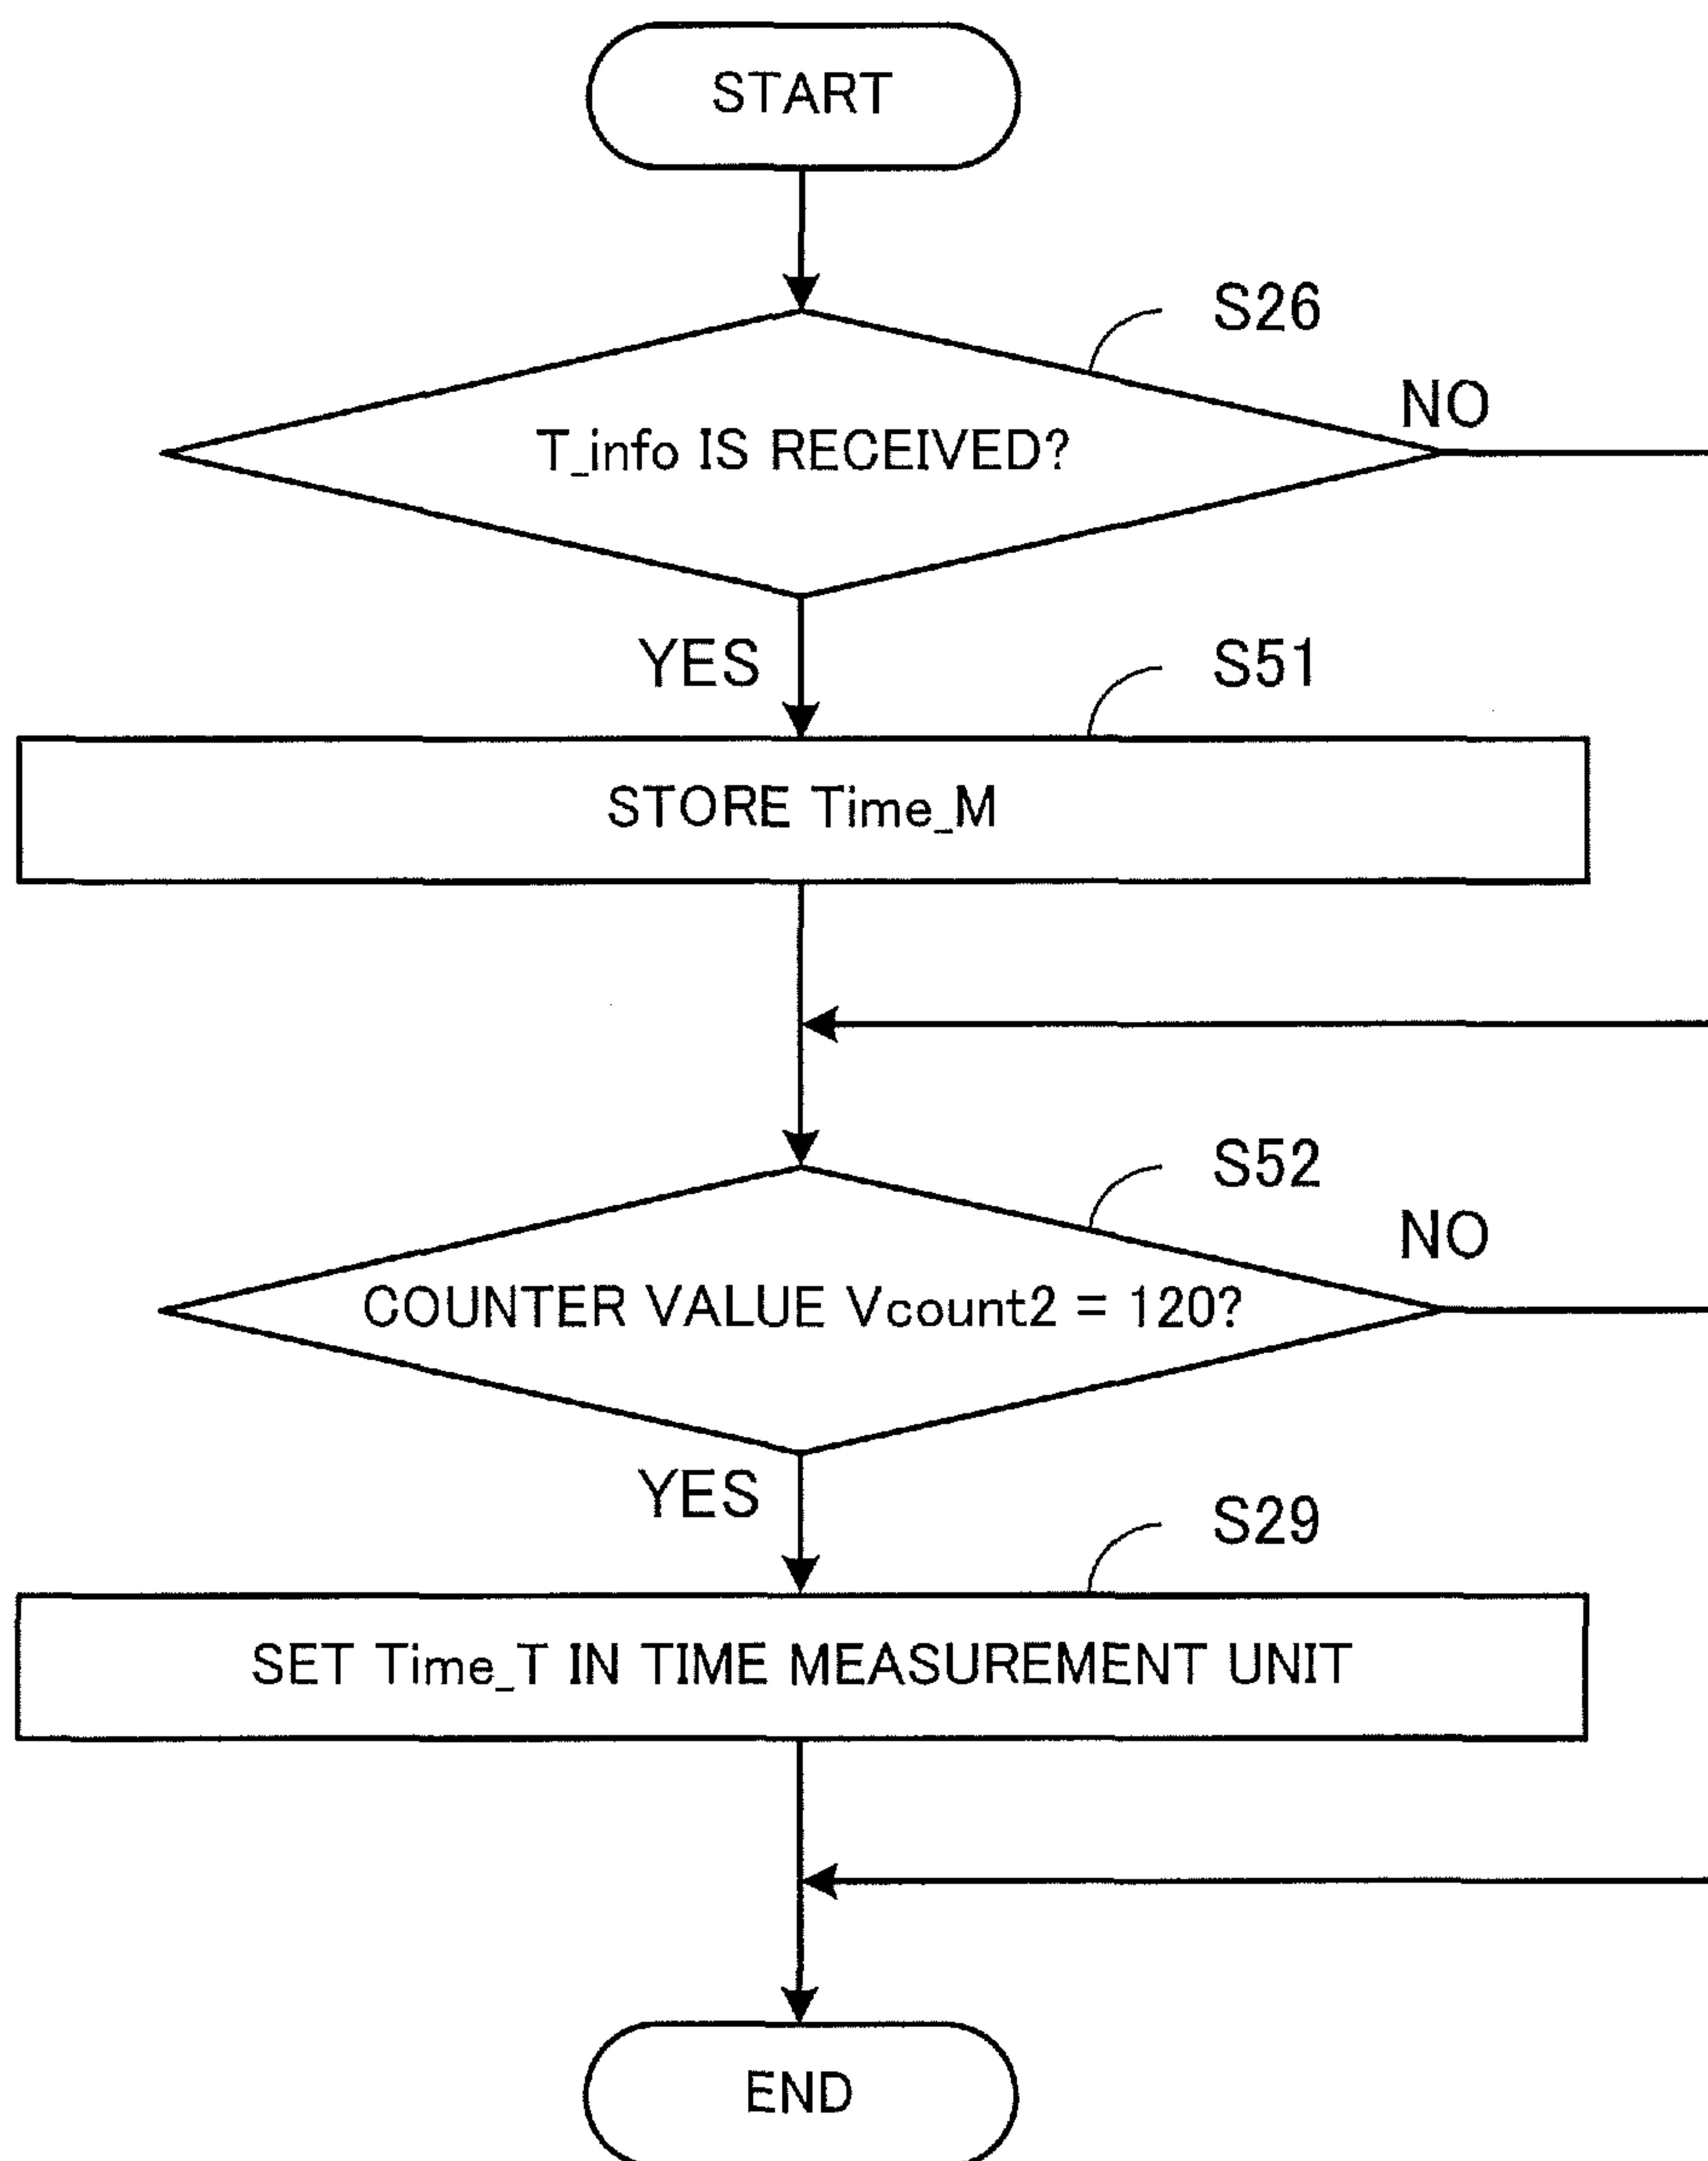 START
S26
NO
T_info IS RECEIVED?
YES
S51
STORE Time_M
S52
NO
COUNTER VALUE Vcount2 = 120?
YES
S29
SET Time_T IN TIME MEASUREMENT UNIT
END